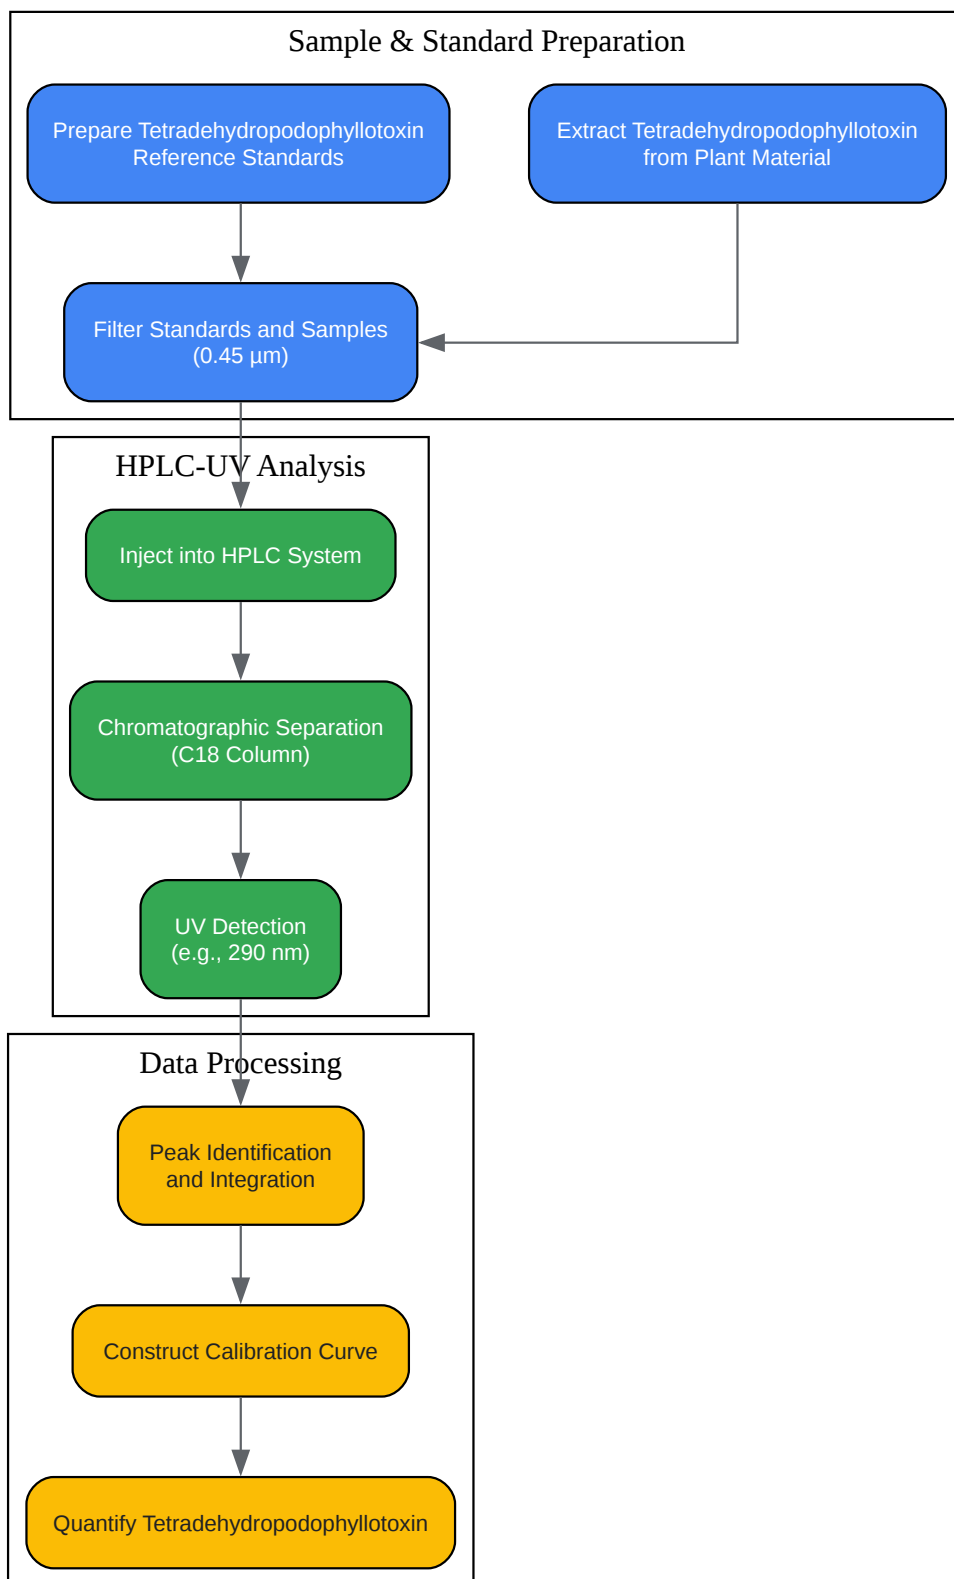 Sample & Standard Preparation
Prepare Tetradehydropodophyllotoxin
Reference Standards
Extract Tetradehydropodophyllotoxin
from Plant Material
Filter Standards and Samples
(0.45 µm)
HPLC-UV Analysis
Inject into HPLC System
Chromatographic Separation
(C18 Column)
UV Detection
(e.g., 290 nm)
Data Processing
Peak Identification
and Integration
Construct Calibration Curve
Quantify Tetradehydropodophyllotoxin